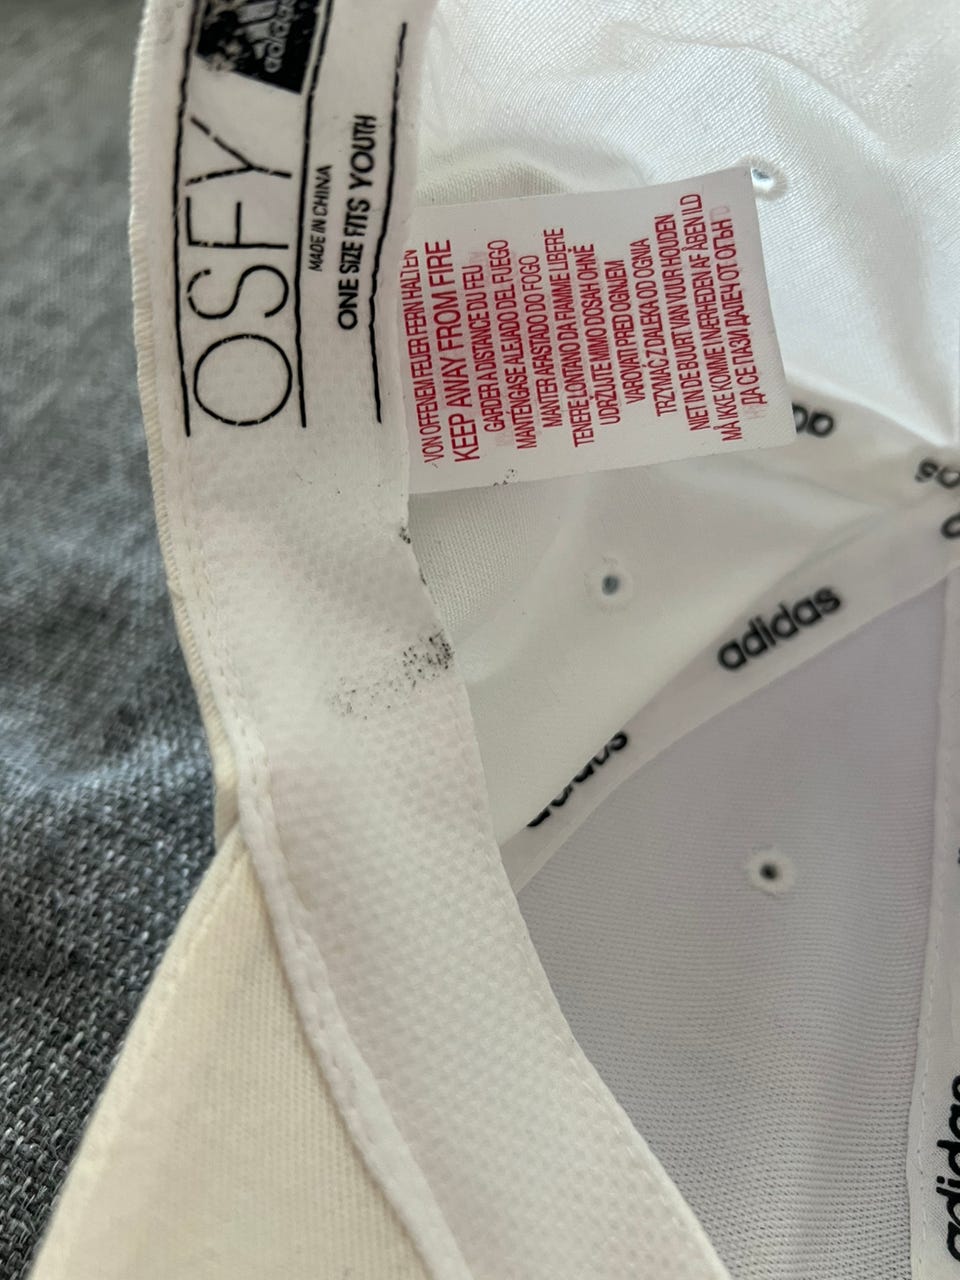 adidas
OSFY
MADE IN CHINA
ONE SIZE FITS YOUTH
VON OFFENEM FEUER FERN HALTEN
KEEP AWAY FROM FIRE
GARDER A DISTANCE DU FEU
MANTENGASE ALEJADO DEL FUEGO
MANTER AFASTADO DO FOGO
TENERE LONTANO DA FIAMME LIBERE
UDRŽUJTE MIMO DOSAH OHNĚ
VAROVATI PRED OGNJEM
TRZYMAĆ Z DALEKA OD OGNIA
NIET IN DE BUURT VAN VUUR HOUDEN
MÅ IKKE KOMME I NÆRHEDEN AF ÅBEN ILD
ДА СЕ ПАЗИ ДАЛЕЧ ОТ ОГЪН
adidas
adidas
adidas